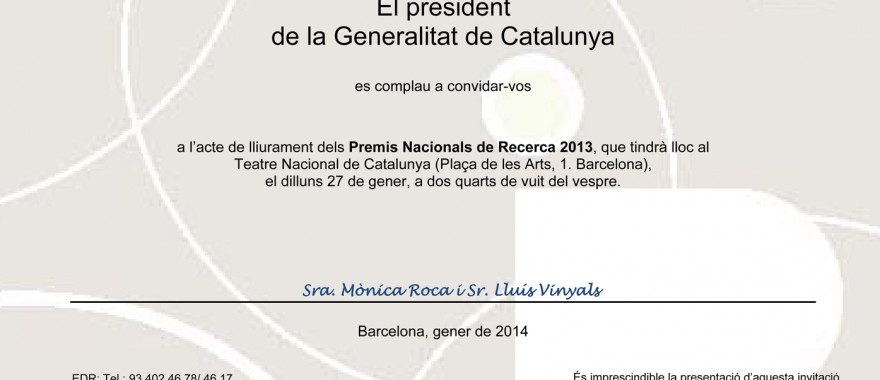 El president
de la Generalitat de Catalunya
es complau a convidar-vos
a l’acte de lliurament dels Premis Nacionals de Recerca 2013, que tindrà lloc al
Teatre Nacional de Catalunya (Plaça de les Arts, 1. Barcelona),
el dilluns 27 de gener, a dos quarts de vuit del vespre.
Sra. Mònica Roca i Sr. Lluís Vinyals
Barcelona, gener de 2014
EDR: Tel.: 93 402 46 78/ 46 17
És imprescindible la presentació d’aquesta invitació